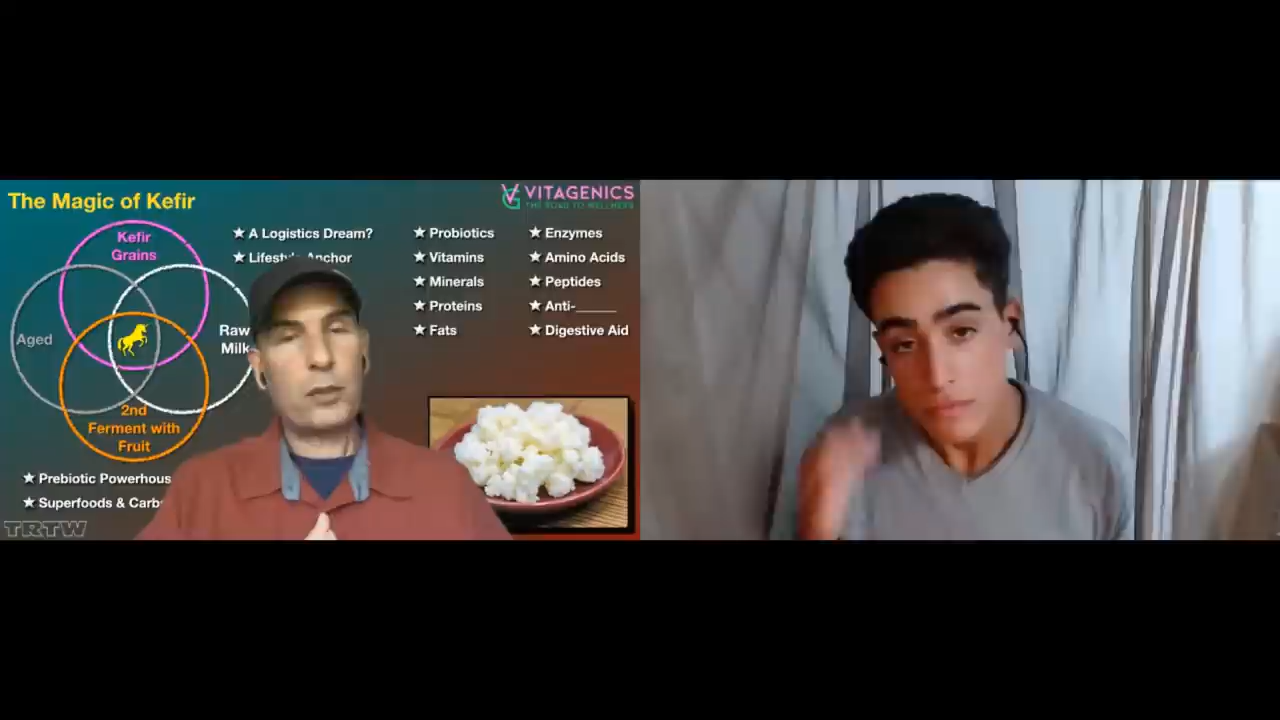 The Magic of Kefir
VITAGENICS
THE ROAD TO WELLNESS
Kefir
Grains
Aged
Raw
Milk
2nd
Ferment with
Fruit
★ A Logistics Dream?
★ Lifestyle Anchor
★ Probiotics
★ Vitamins
★ Minerals
★ Proteins
★ Fats
★ Enzymes
★ Amino Acids
★ Peptides
★ Anti-______
★ Digestive Aid
★ Prebiotic Powerhous
★ Superfoods & Carb
TRTW